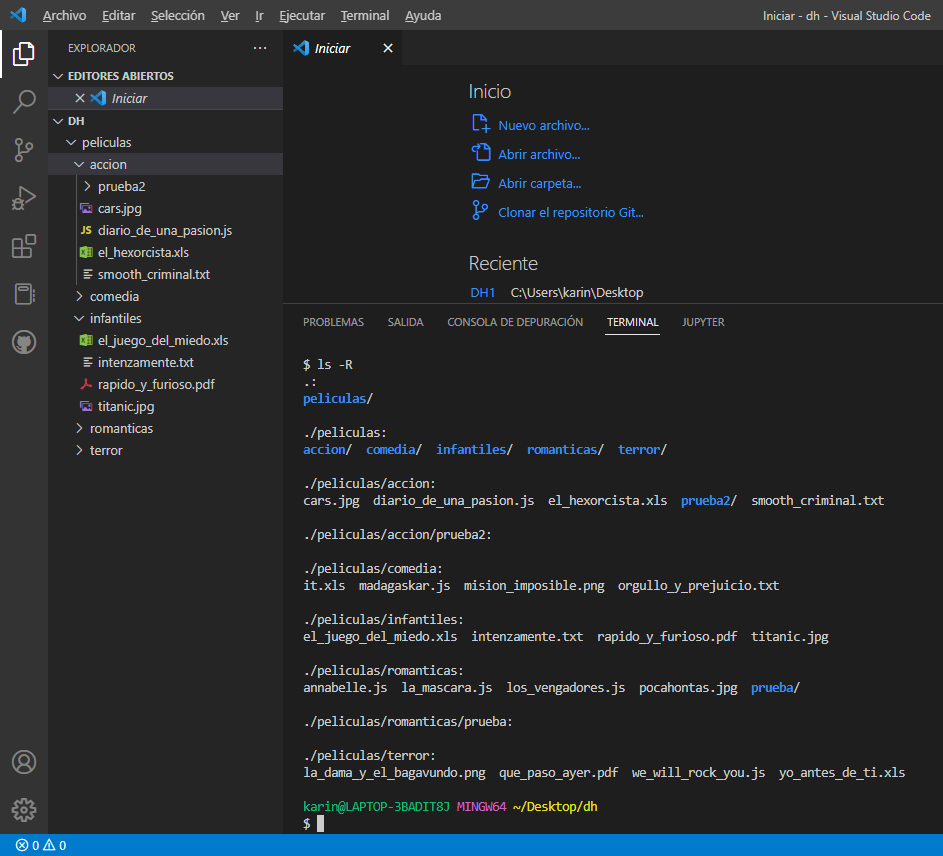 Archivo Editar Selección Ver Ir Ejecutar Terminal Ayuda Iniciar - dh - Visual Studio Code
EXPLORADOR ···
EDITORES ABIERTOS
Iniciar
DH
peliculas
accion
prueba2
cars.jpg
JS diario_de_una_pasion.js
el_hexorcista.xls
smooth_criminal.txt
comedia
infantiles
el_juego_del_miedo.xls
intenzamente.txt
rapido_y_furioso.pdf
titanic.jpg
romanticas
terror
Iniciar
Inicio
Nuevo archivo...
Abrir archivo...
Abrir carpeta...
Clonar el repositorio Git...
Reciente
DH1 C:\Users\karin\Desktop
PROBLEMAS SALIDA CONSOLA DE DEPURACIÓN TERMINAL JUPYTER
$ ls -R
.:
peliculas/
./peliculas:
accion/ comedia/ infantiles/ romanticas/ terror/
./peliculas/accion:
cars.jpg diario_de_una_pasion.js el_hexorcista.xls prueba2/ smooth_criminal.txt
./peliculas/accion/prueba2:
./peliculas/comedia:
it.xls madagaskar.js mision_imposible.png orgullo_y_prejuicio.txt
./peliculas/infantiles:
el_juego_del_miedo.xls intenzamente.txt rapido_y_furioso.pdf titanic.jpg
./peliculas/romanticas:
annabelle.js la_mascara.js los_vengadores.js pocahontas.jpg prueba/
./peliculas/romanticas/prueba:
./peliculas/terror:
la_dama_y_el_bagavundo.png que_paso_ayer.pdf we_will_rock_you.js yo_antes_de_ti.xls
karin@LAPTOP-3BADIT8J MINGW64 ~/Desktop/dh
$
0 0